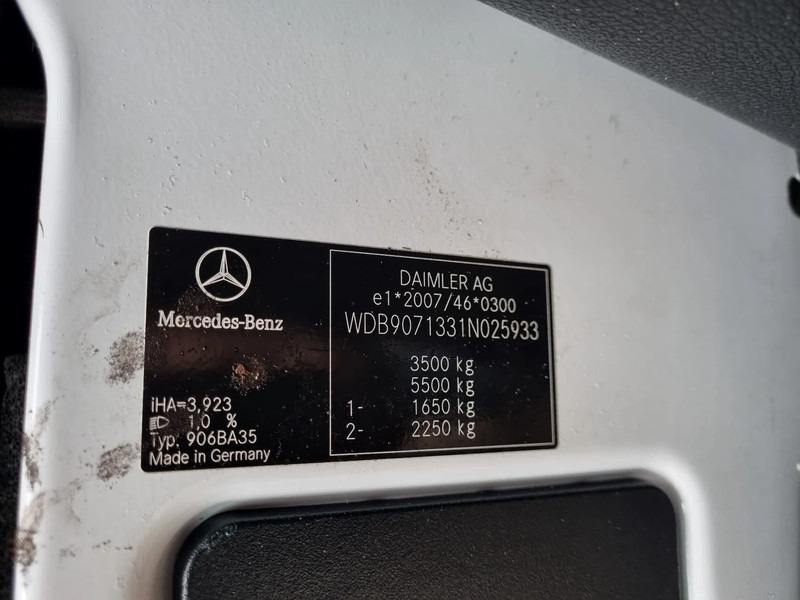 Mercedes-Benz
iHA=3,923
1,0 %
Typ. 906BA35
Made in Germany
DAIMLER AG
e1*2007/46*0300
WDB9071331N025933
3500 kg
5500 kg
1- 1650 kg
2- 2250 kg